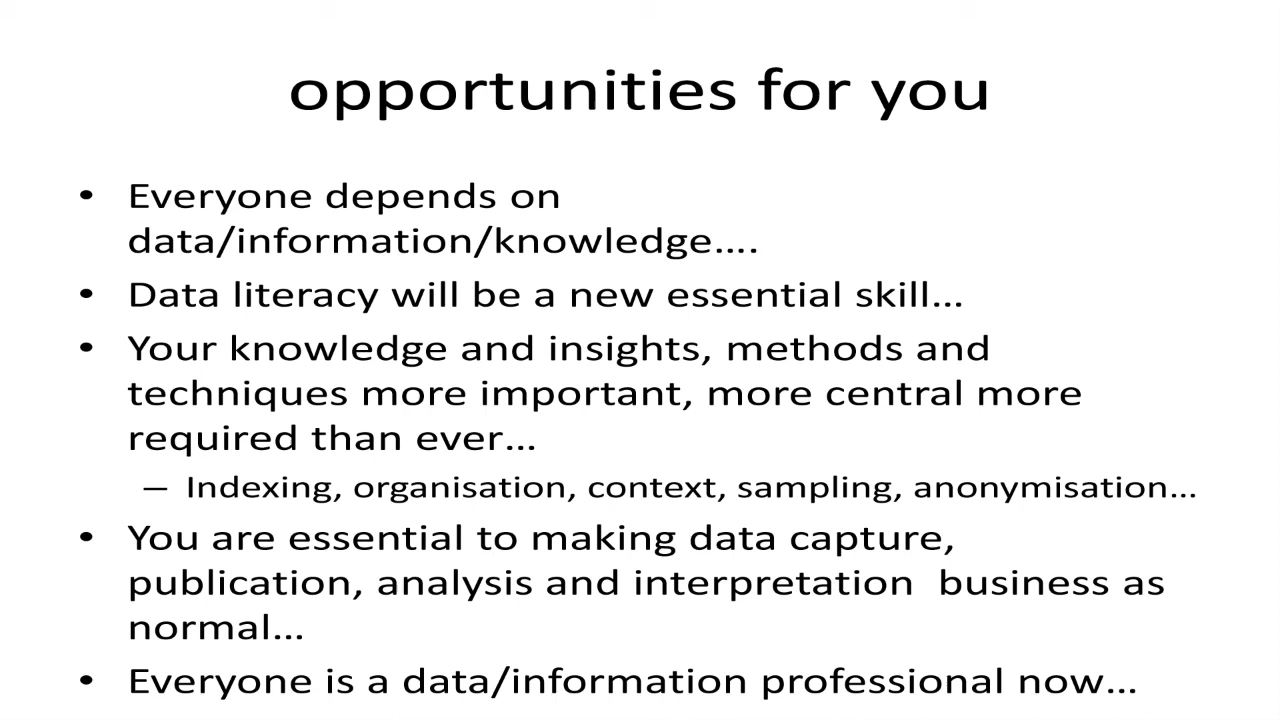 opportunities for you
• Everyone depends on
data/information/knowledge....
• Data literacy will be a new essential skill...
• Your knowledge and insights, methods and
techniques more important, more central more
required than ever...
– Indexing, organisation, context, sampling, anonymisation...
• You are essential to making data capture,
publication, analysis and interpretation  business as
normal...
• Everyone is a data/information professional now...